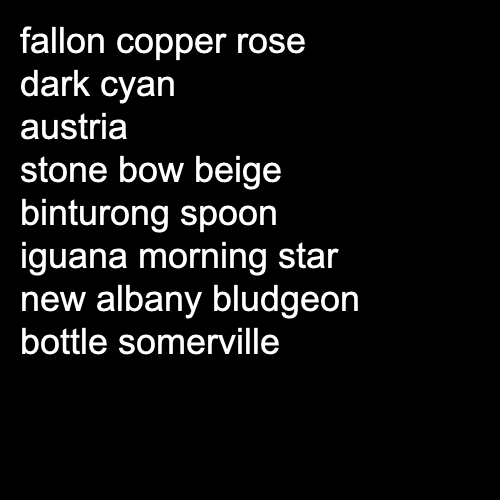 fallon copper rose
dark cyan
austria
stone bow beige
binturong spoon
iguana morning star
new albany bludgeon
bottle somerville